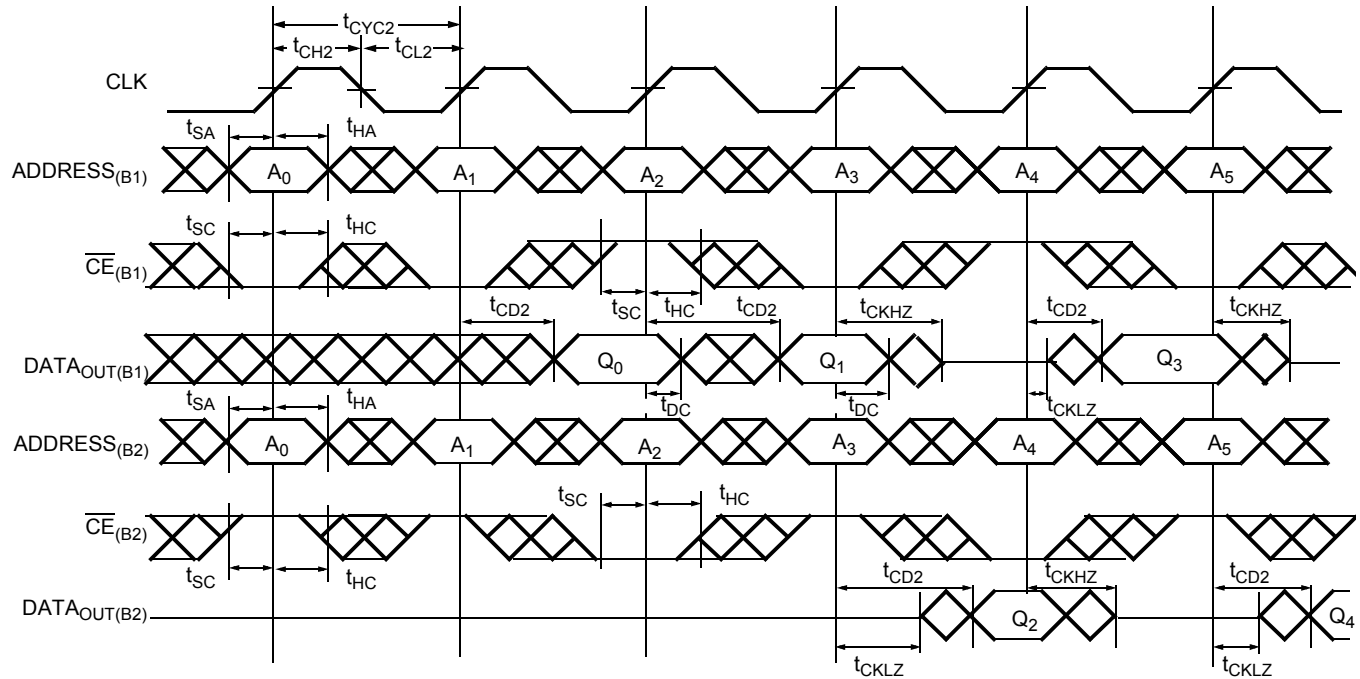 tCYC2
tCH2 tCL2
CLK
tSA tHA
ADDRESS(B1) A0 A1 A2 A3 A4 A5
tSC tHC
CE(B1)
tCD2 tSC tHC tCD2 tCKHZ tCD2 tCKHZ
DATAOUT(B1) Q0 Q1 Q3
tSA tHA tDC tDC tCKLZ
ADDRESS(B2) A0 A1 A2 A3 A4 A5
tSC tHC
CE(B2)
tSC tHC tCD2 tCKHZ tCD2
DATAOUT(B2) Q2 Q4
tCKLZ tCKLZ